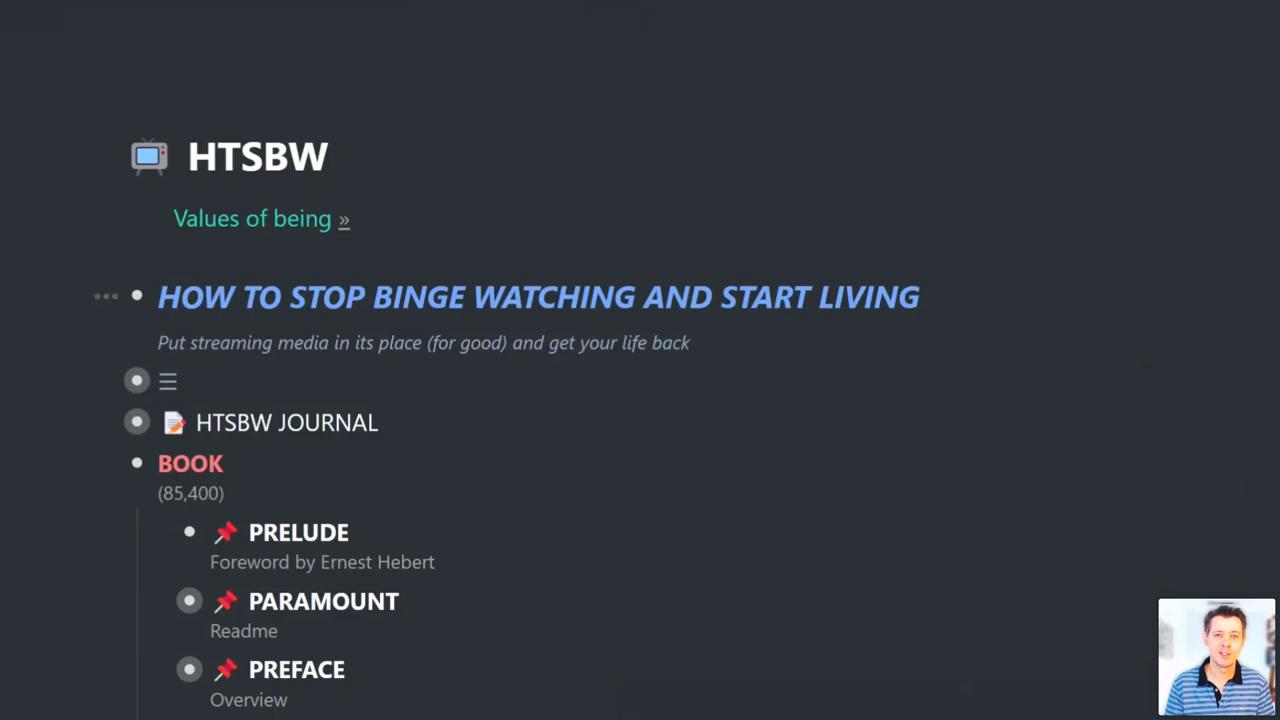 HTSBW
Values of being »
HOW TO STOP BINGE WATCHING AND START LIVING
Put streaming media in its place (for good) and get your life back
HTSBW JOURNAL
BOOK
(85,400)
PRELUDE
Foreword by Ernest Hebert
PARAMOUNT
Readme
PREFACE
Overview